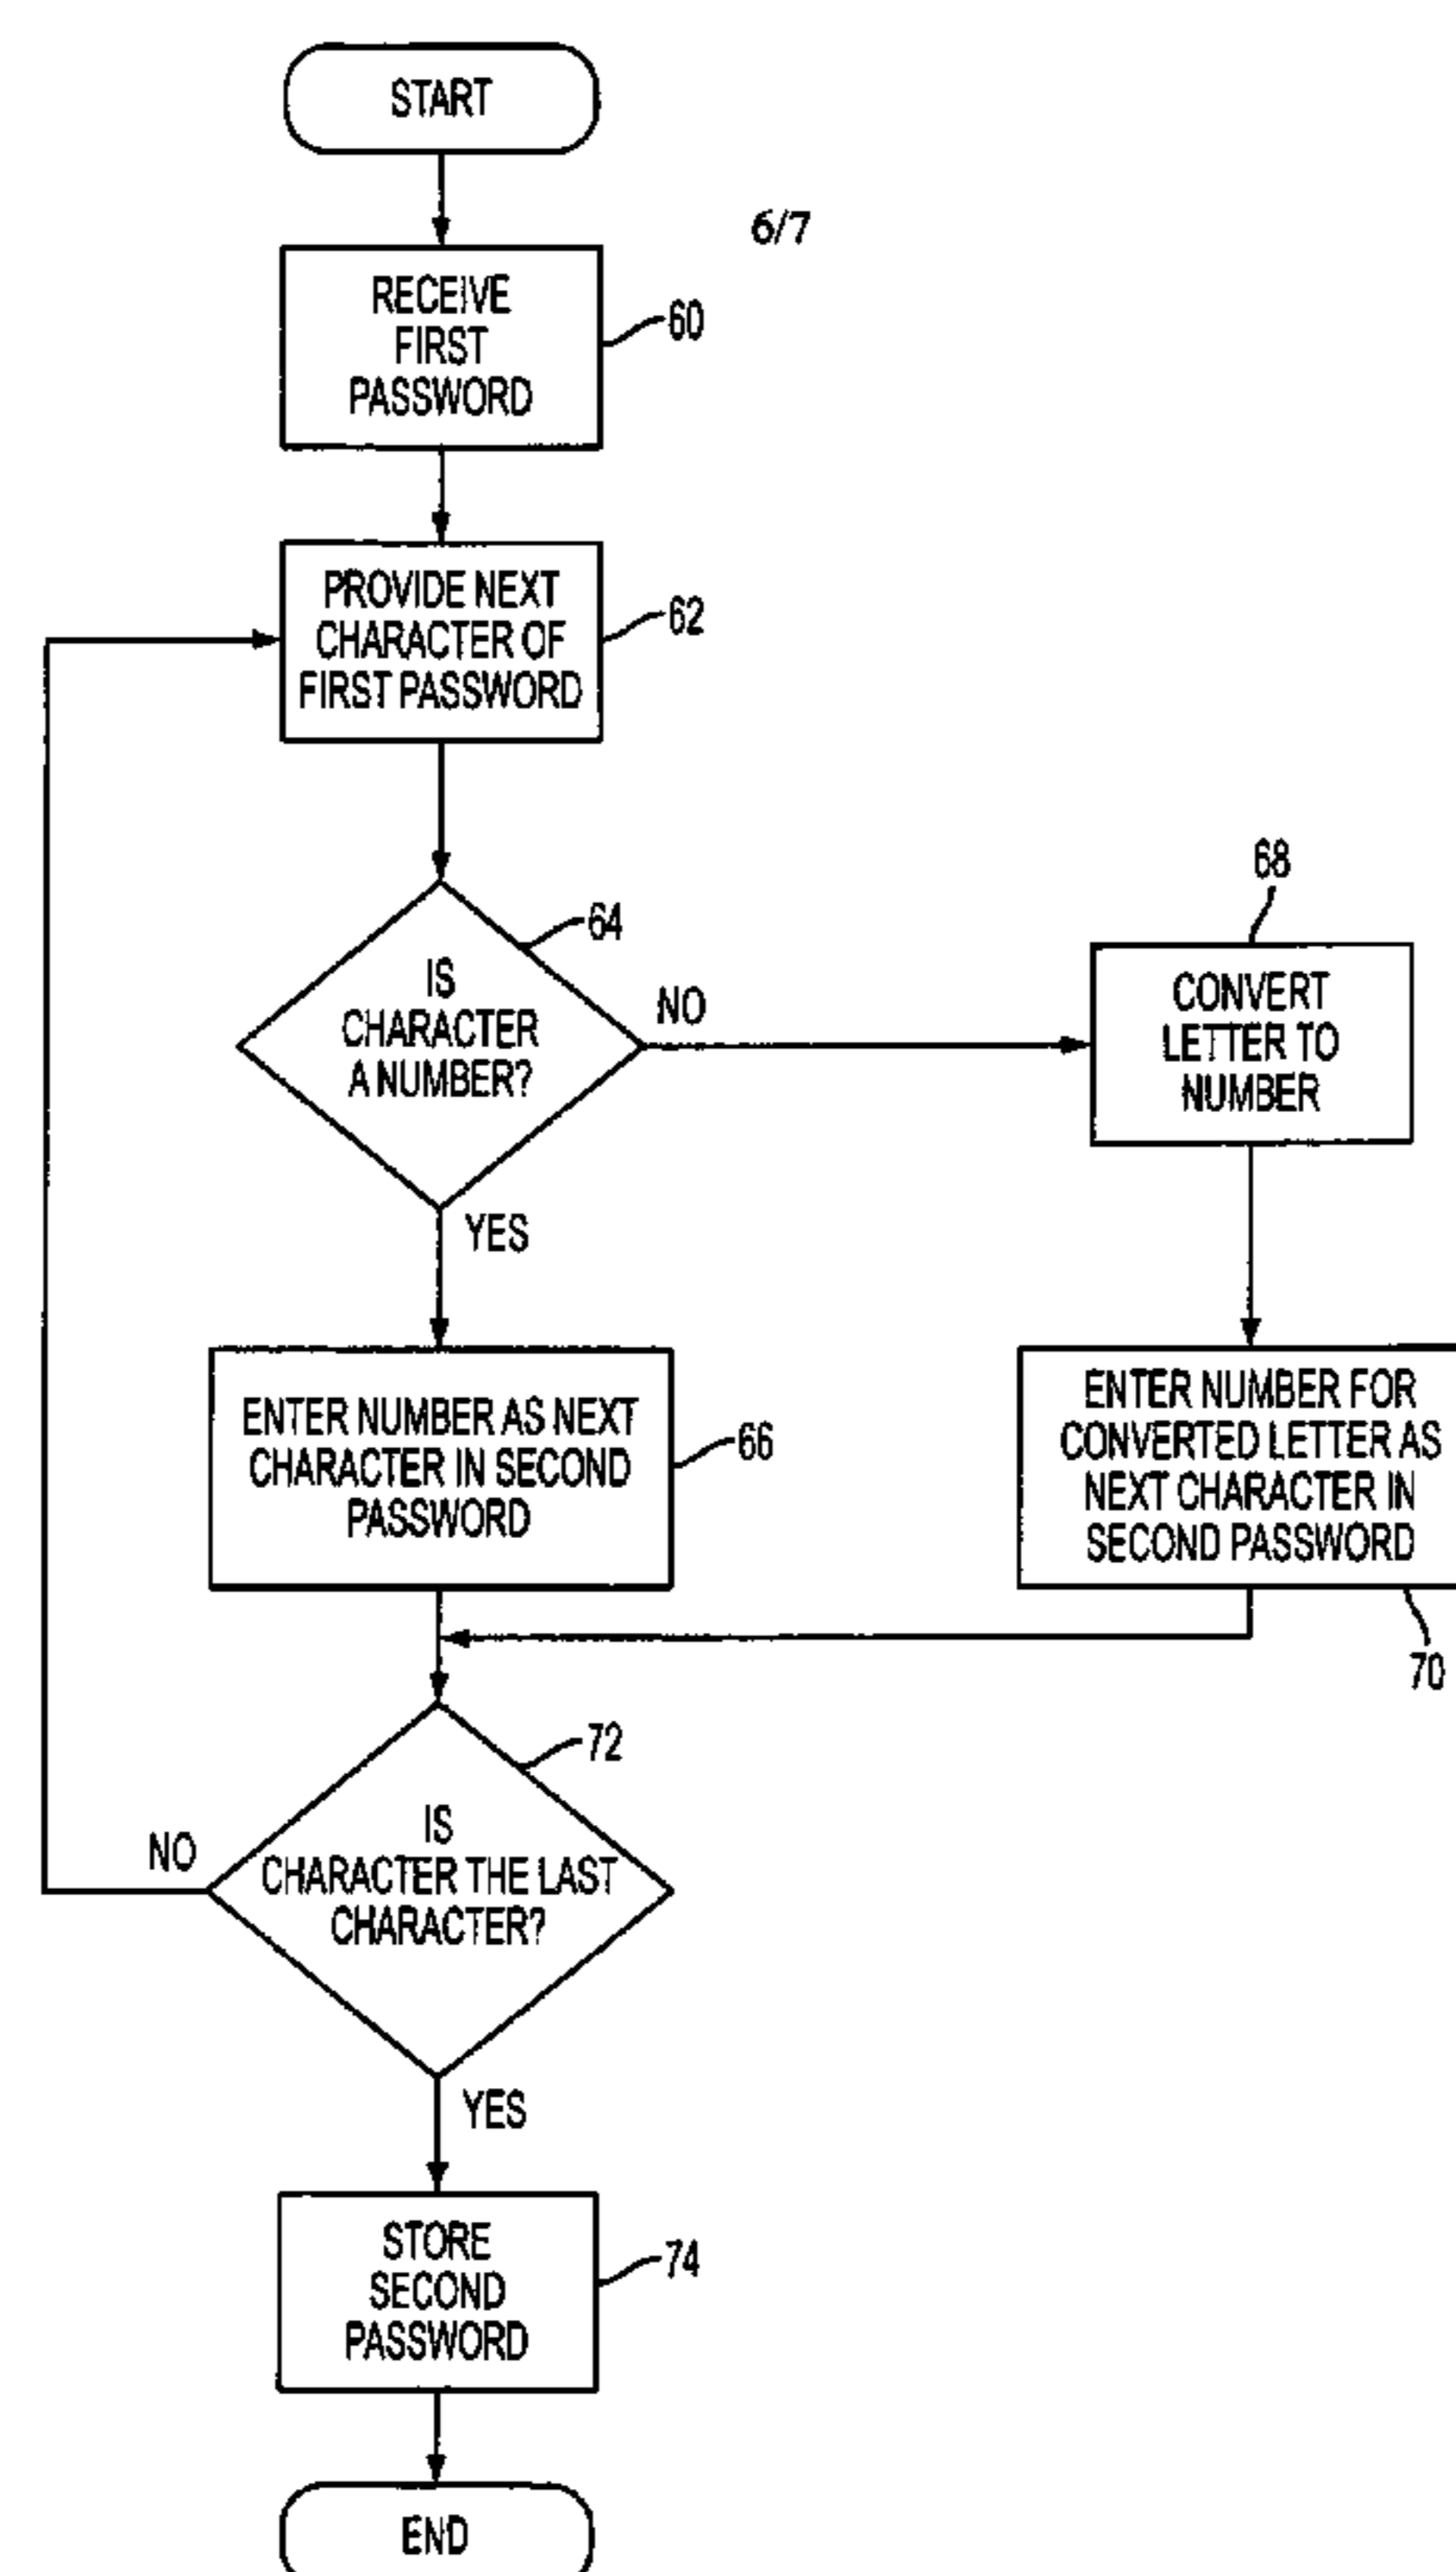 START
6/7
RECEIVE
FIRST
PASSWORD
60
PROVIDE NEXT
CHARACTER OF
FIRST PASSWORD
62
64
IS
CHARACTER
A NUMBER?
NO
YES
68
CONVERT
LETTER TO
NUMBER
ENTER NUMBER AS NEXT
CHARACTER IN SECOND
PASSWORD
66
ENTER NUMBER FOR
CONVERTED LETTER AS
NEXT CHARACTER IN
SECOND PASSWORD
70
72
IS
CHARACTER THE LAST
CHARACTER?
NO
YES
STORE
SECOND
PASSWORD
74
END